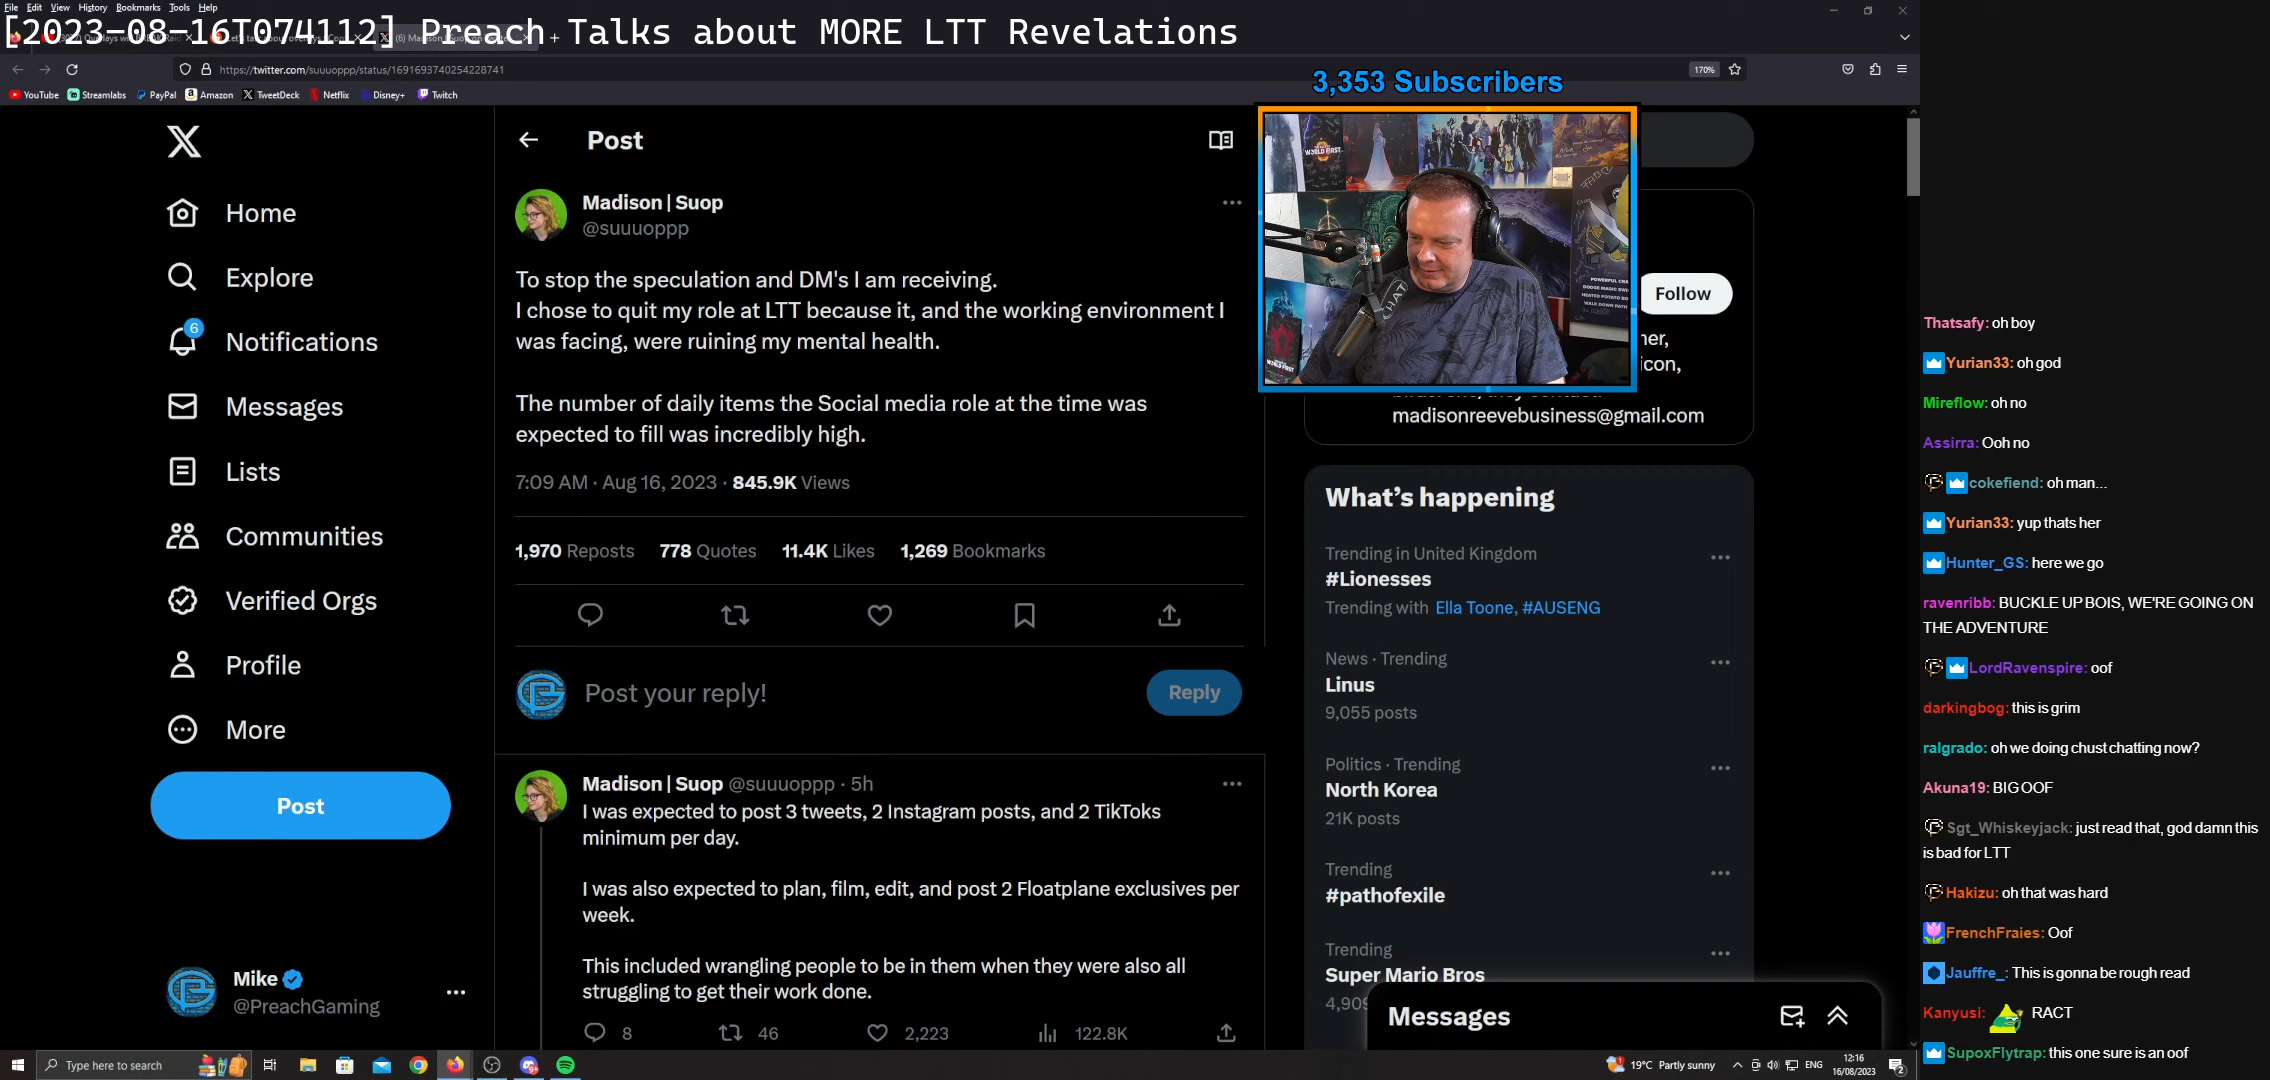 File Edit View History Bookmarks Tools Help
[2023-08-16T074112] Preach Talks about MORE LTT Revelations
https://twitter.com/suuuoppp/status/1691693740254228741
170%
YouTube Streamlabs PayPal Amazon TweetDeck Netflix Disney+ Twitch
3,353 Subscribers
Home
Explore
6
Notifications
Messages
Lists
Communities
Verified Orgs
Profile
More
Post
Mike
@PreachGaming
Post
Madison | Suop
@suuuoppp
To stop the speculation and DM's I am receiving.
I chose to quit my role at LTT because it, and the working environment I
was facing, were ruining my mental health.
The number of daily items the Social media role at the time was
expected to fill was incredibly high.
7:09 AM · Aug 16, 2023 · 845.9K Views
1,970 Reposts 778 Quotes 11.4K Likes 1,269 Bookmarks
Post your reply!
Reply
Madison | Suop @suuuoppp · 5h
I was expected to post 3 tweets, 2 Instagram posts, and 2 TikToks
minimum per day.
I was also expected to plan, film, edit, and post 2 Floatplane exclusives per
week.
This included wrangling people to be in them when they were also all
struggling to get their work done.
8 46 2,223 122.8K
WORLD FIRST
CHAT
Follow
ner,
icon,
madisonreevebusiness@gmail.com
What's happening
Trending in United Kingdom
#Lionesses
Trending with Ella Toone, #AUSENG
News · Trending
Linus
9,055 posts
Politics · Trending
North Korea
21K posts
Trending
#pathofexile
Trending
Super Mario Bros
4,909
Messages
Thatsafy: oh boy
Yurian33: oh god
Mireflow: oh no
Assirra: Ooh no
cokefiend: oh man...
Yurian33: yup thats her
Hunter_GS: here we go
ravenribb: BUCKLE UP BOIS, WE'RE GOING ON
THE ADVENTURE
LordRavenspire: oof
darkingbog: this is grim
ralgrado: oh we doing chust chatting now?
Akuna19: BIG OOF
Sgt_Whiskeyjack: just read that, god damn this
is bad for LTT
Hakizu: oh that was hard
FrenchFraies: Oof
Jauffre_: This is gonna be rough read
Kanyusi: RACT
SupoxFlytrap: this one sure is an oof
Type here to search
19°C Partly sunny
ENG
12:16
16/08/2023
2